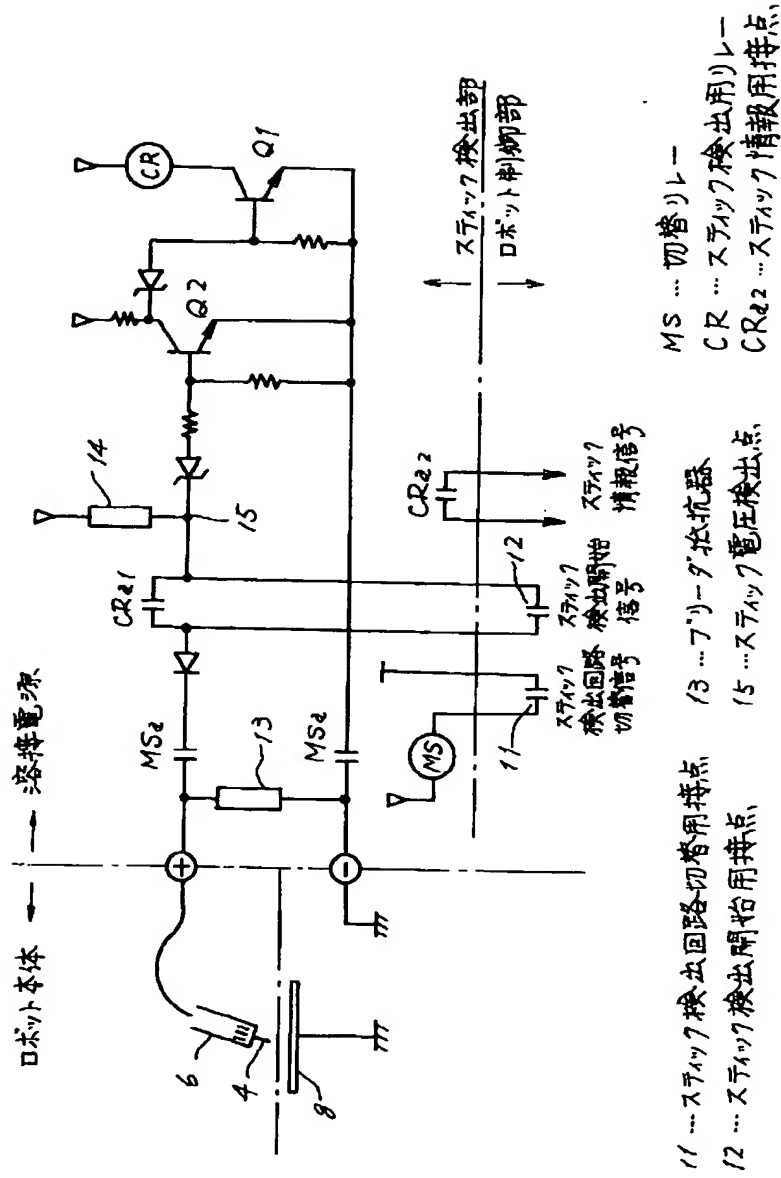 ロボット本体 ← → 溶接電源
6
4
8
+
-
13
MSa
MSa
CRa1
14
15
Q2
Q1
CR
MS
11
12
CRa2
スティック
検出回路
切替信号
スティック
検出開始
信号
スティック
情報信号
スティック検出部
ロボット制御部
11…スティック検出回路切替用接点
12…スティック検出開始用接点
13…ブリーダ抵抗器
15…スティック電圧検出点
MS…切替リレー
CR…スティック検出用リレー
CRa2…スティック情報用接点